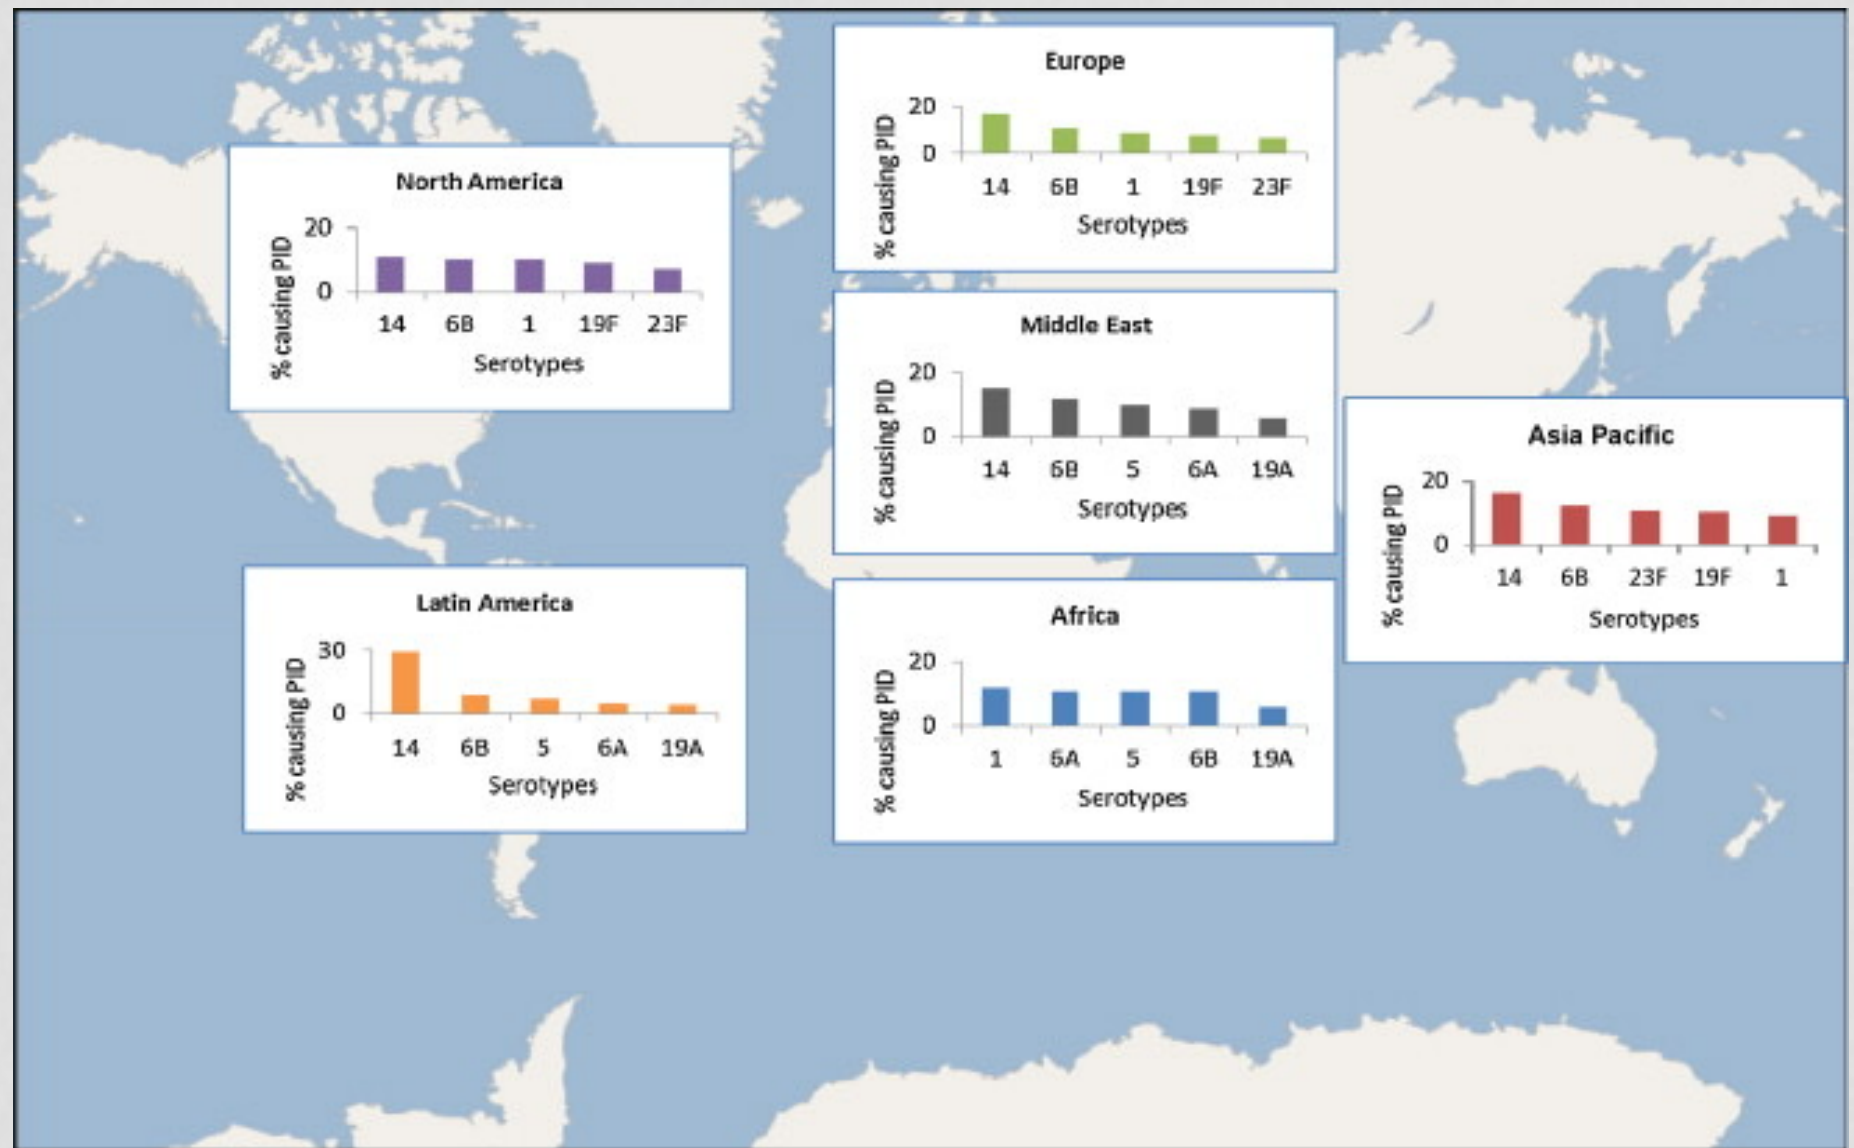 Europe
20
0
% causing PID
14 6B 1 19F 23F
Serotypes
North America
20
0
% causing PID
14 6B 1 19F 23F
Serotypes
Middle East
20
0
% causing PID
14 6B 5 6A 19A
Serotypes
Asia Pacific
20
0
% causing PID
14 6B 23F 19F 1
Serotypes
Latin America
30
0
% causing PID
14 6B 5 6A 19A
Serotypes
Africa
20
0
% causing PID
1 6A 5 6B 19A
Serotypes